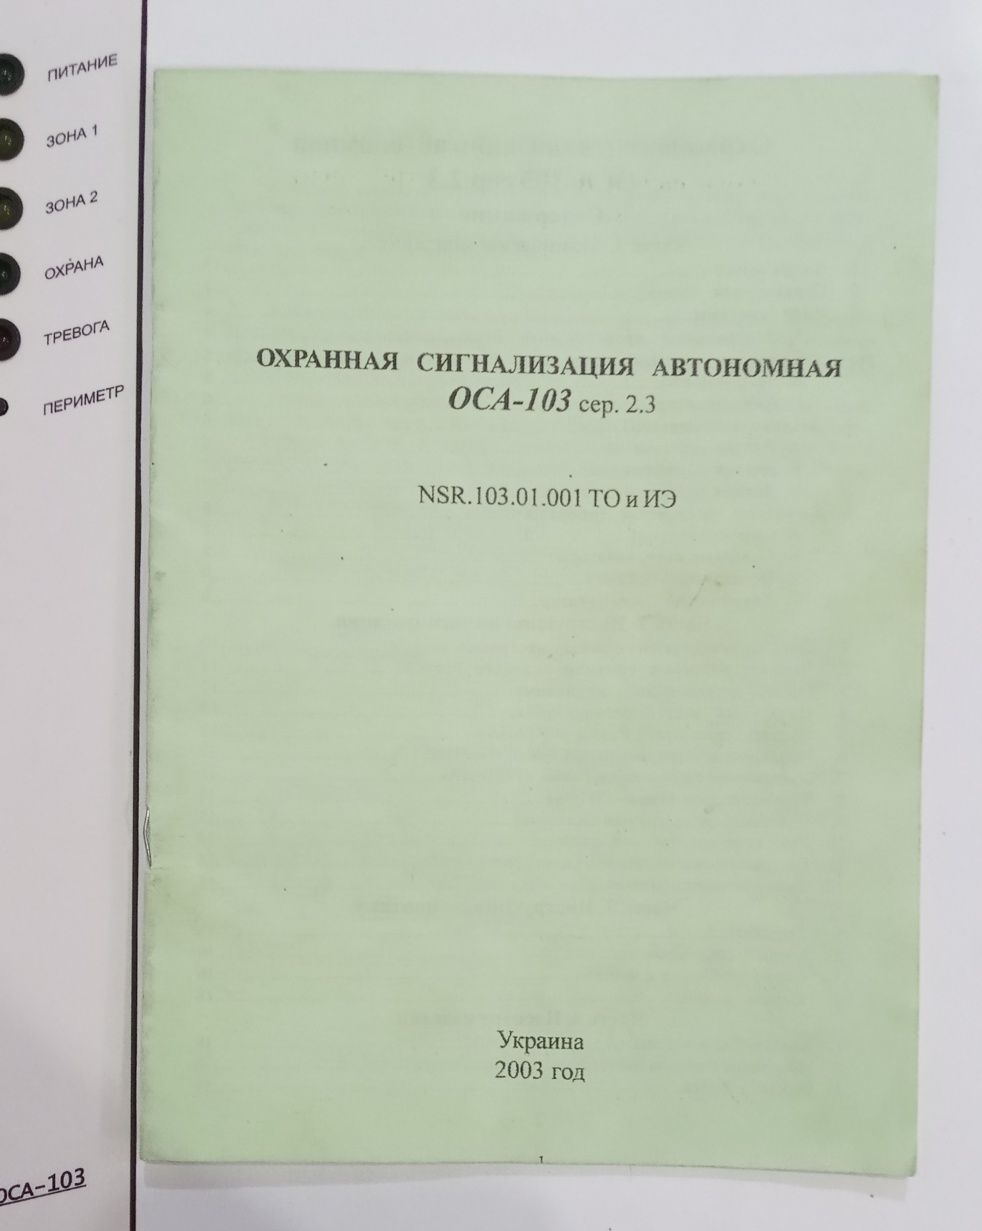 ПИТАНИЕ
ЗОНА 1
ЗОНА 2
ОХРАНА
ТРЕВОГА
ПЕРИМЕТР
ОСА-103
ОХРАННАЯ СИГНАЛИЗАЦИЯ АВТОНОМНАЯ
ОСА-103 сер. 2.3
NSR.103.01.001 ТО и ИЭ
Украина
2003 год